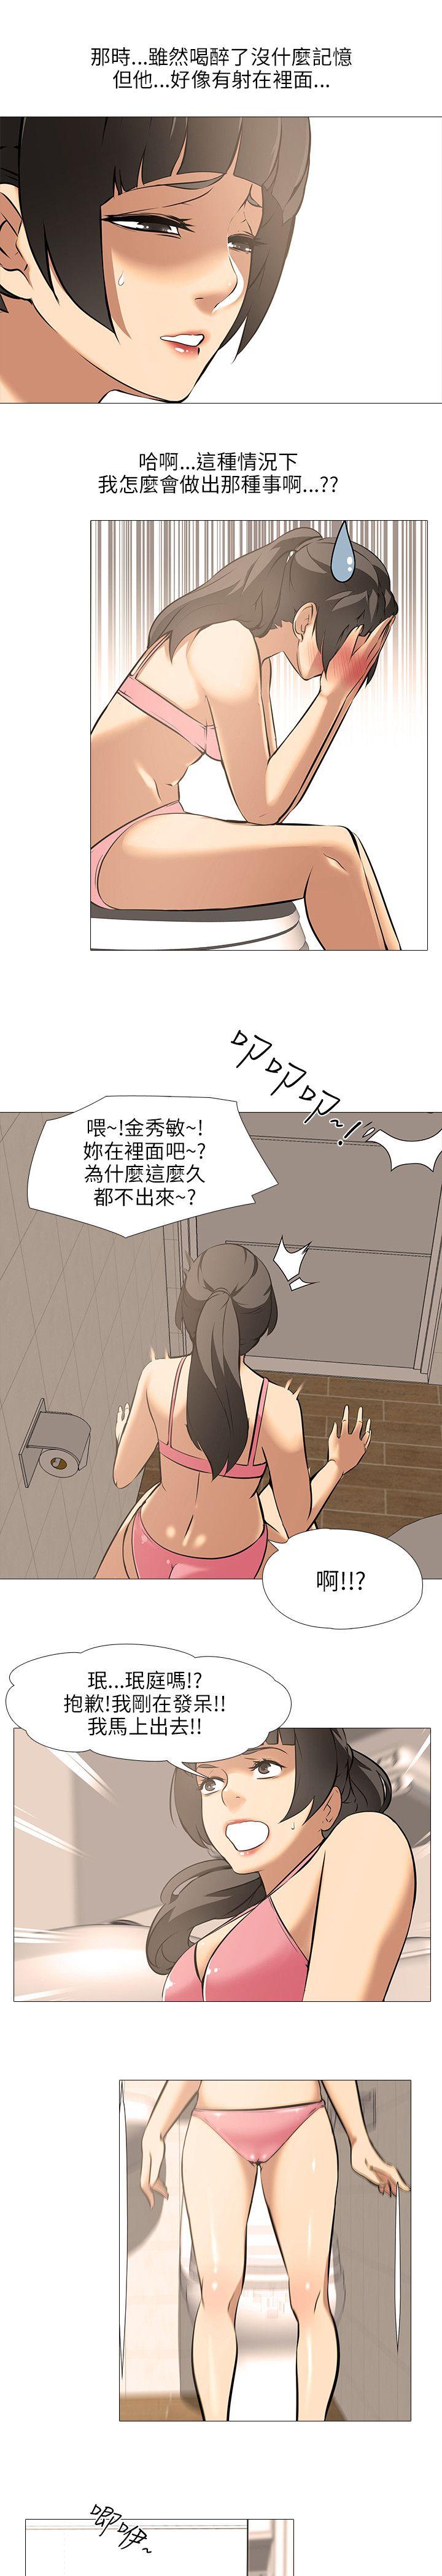 那時...雖然喝醉了沒什麼記憶
但他...好像有射在裡面...
哈啊...這種情況下
我怎麼會做出那種事啊...??
叩叩叩~!
喂~!金秀敏~!
妳在裡面吧~?
為什麼這麼久
都不出來~?
啊!!?
珉...珉庭嗎!?
抱歉!我剛在發呆!!
我馬上出去!!
唧咿~